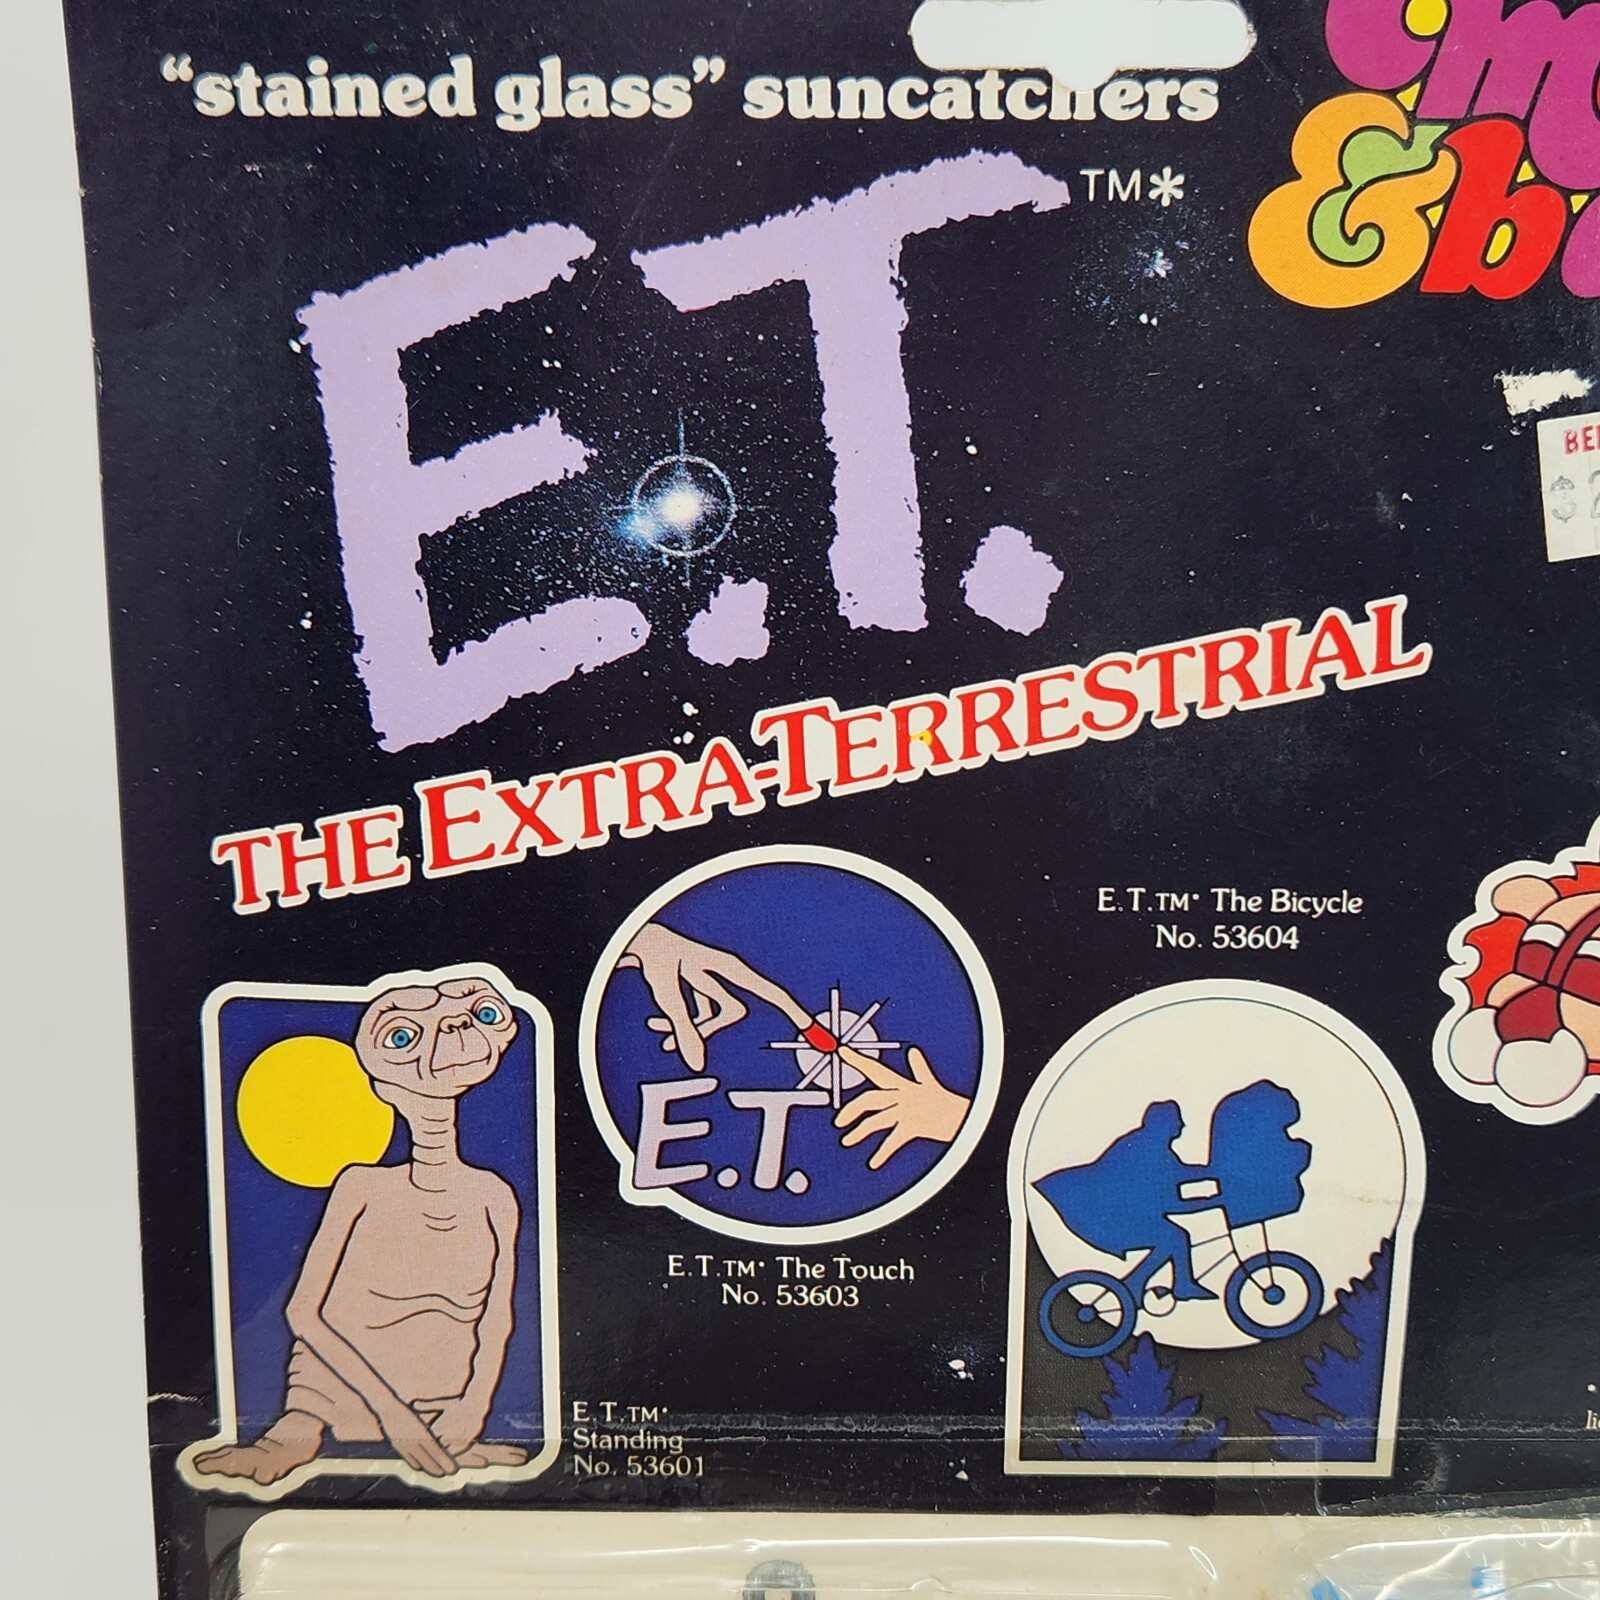 "stained glass" suncatchers
&
E.T.™*
THE EXTRA-TERRESTRIAL
E.T.™* The Bicycle
No. 53604
E.T.
E.T.™* The Touch
No. 53603
E.T.™*
Standing
No. 53601